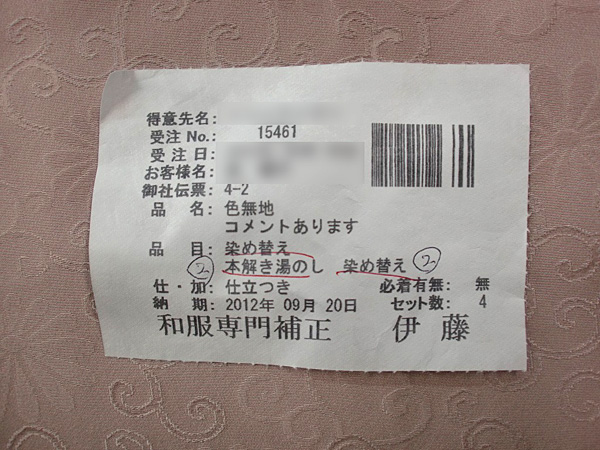 得意先名:
受注 No.: 15461
受 注 日:
お客様名:
御社伝票: 4-2
品 名: 色無地
コメントあります
品 目: 染め替え
② 本解き湯のし 染め替え ②
仕・加: 仕立つき 必着有無: 無
納 期: 2012年 09月 20日 セット数: 4
和服専門補正 伊藤